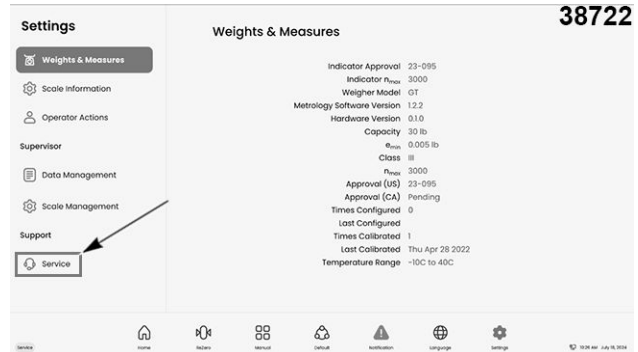 38722
Settings
Weights & Measures
Weights & Measures
Scale Information
Operator Actions
Supervisor
Data Management
Scale Management
Support
Service
Indicator Approval 23-095
Indicator nmax 3000
Weigher Model GT
Metrology Software Version 1.2.2
Hardware Version 0.1.0
Capacity 30 lb
emin 0.005 lb
Class III
nmax 3000
Approval (US) 23-095
Approval (CA) Pending
Times Configured 0
Last Configured
Times Calibrated 1
Last Calibrated Thu Apr 28 2022
Temperature Range -10C to 40C
Service
Home
ReZero
Manual
Default
Notification
Language
Settings
AM July 18, 2024